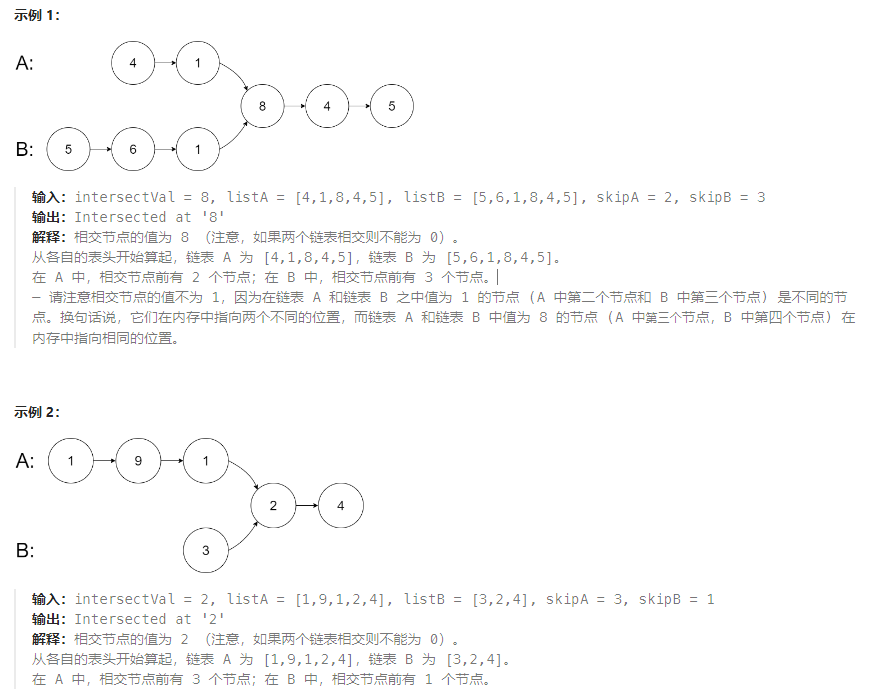 示例 1：
A:
4 1
8 4 5
B: 5 6 1
输入：intersectVal = 8, listA = [4,1,8,4,5], listB = [5,6,1,8,4,5], skipA = 2, skipB = 3
输出：Intersected at '8'
解释：相交节点的值为 8 （注意，如果两个链表相交则不能为 0）。
从各自的表头开始算起，链表 A 为 [4,1,8,4,5]，链表 B 为 [5,6,1,8,4,5]。
在 A 中，相交节点前有 2 个节点；在 B 中，相交节点前有 3 个节点。
— 请注意相交节点的值不为 1，因为在链表 A 和链表 B 之中值为 1 的节点 (A 中第二个节点和 B 中第三个节点) 是不同的节
点。换句话说，它们在内存中指向两个不同的位置，而链表 A 和链表 B 中值为 8 的节点 (A 中第三个节点，B 中第四个节点) 在
内存中指向相同的位置。
示例 2：
A: 1 9 1
2 4
B: 3
输入：intersectVal = 2, listA = [1,9,1,2,4], listB = [3,2,4], skipA = 3, skipB = 1
输出：Intersected at '2'
解释：相交节点的值为 2 （注意，如果两个链表相交则不能为 0）。
从各自的表头开始算起，链表 A 为 [1,9,1,2,4]，链表 B 为 [3,2,4]。
在 A 中，相交节点前有 3 个节点；在 B 中，相交节点前有 1 个节点。